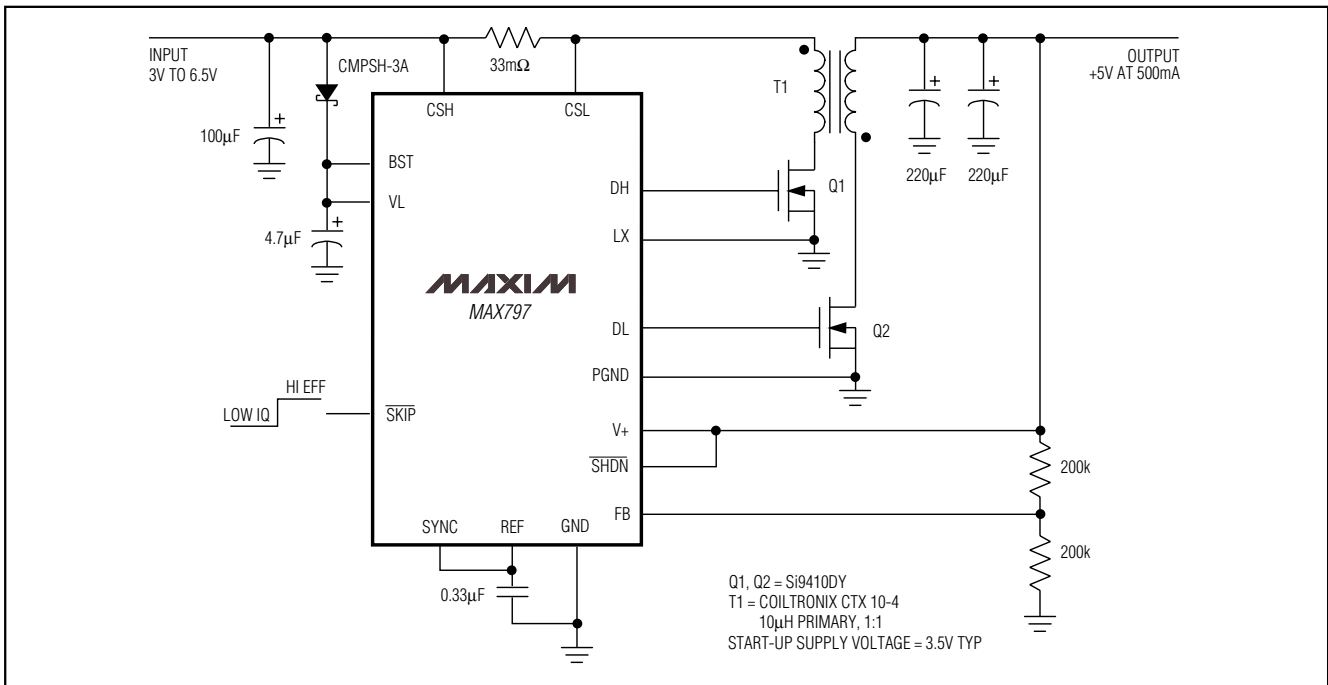 INPUT
3V TO 6.5V
CMPSH-3A
33mΩ
T1
OUTPUT
+5V AT 500mA
CSH
CSL
+
100µF
+
220µF
+
220µF
BST
VL
+
4.7µF
DH
Q1
LX
MAXIM
MAX797
DL
Q2
PGND
HI EFF
LOW IQ
SKIP
V+
SHDN
200k
FB
200k
SYNC
REF
GND
0.33µF
Q1, Q2 = Si9410DY
T1 = COILTRONIX CTX 10-4
10µH PRIMARY, 1:1
START-UP SUPPLY VOLTAGE = 3.5V TYP